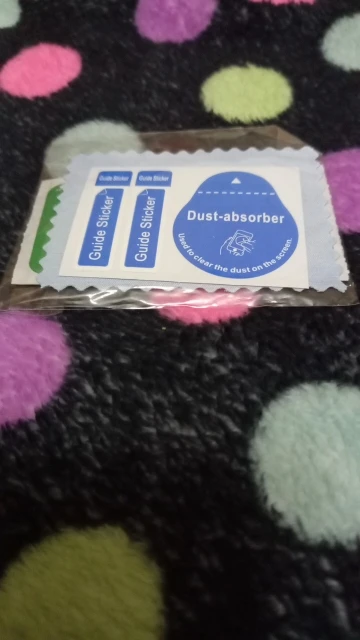 Guide Sticker
Guide Sticker
Guide Sticker
Guide Sticker
Dust-absorber
Used to clear the dust on the screen.